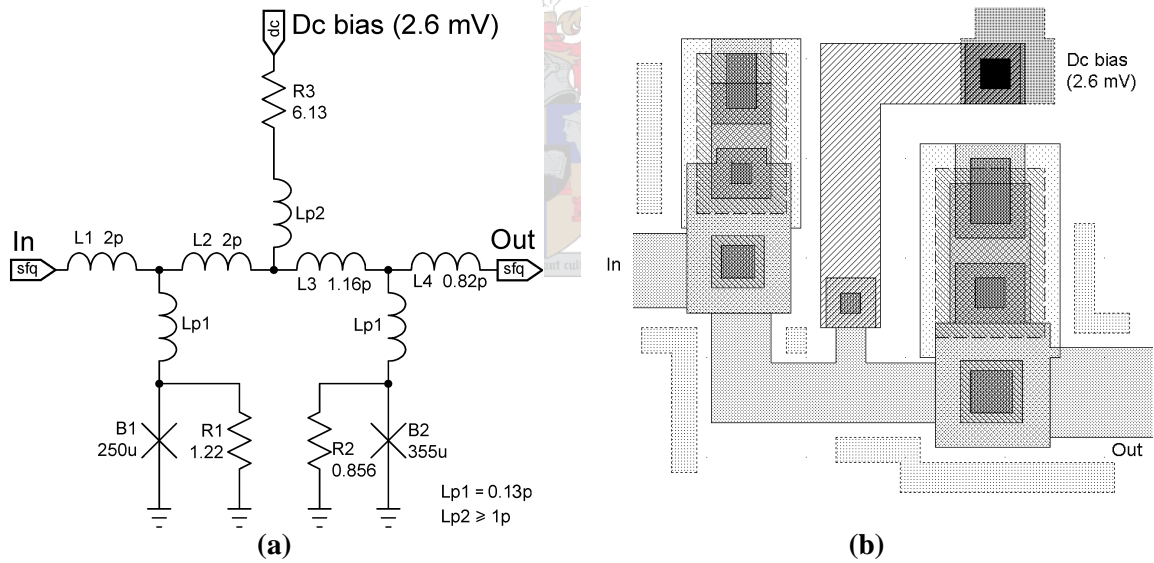 dc Dc bias (2.6 mV)
R3
6.13
Lp2
In
L1 2p
L2 2p
Out
sfq
sfq
L3 1.16p
L4 0.82p
Lp1
Lp1
B1
250u
R1
1.22
R2
0.856
B2
355u
Lp1 = 0.13p
Lp2 ⩾ 1p
(a)
Dc bias
(2.6 mV)
In
Out
(b)